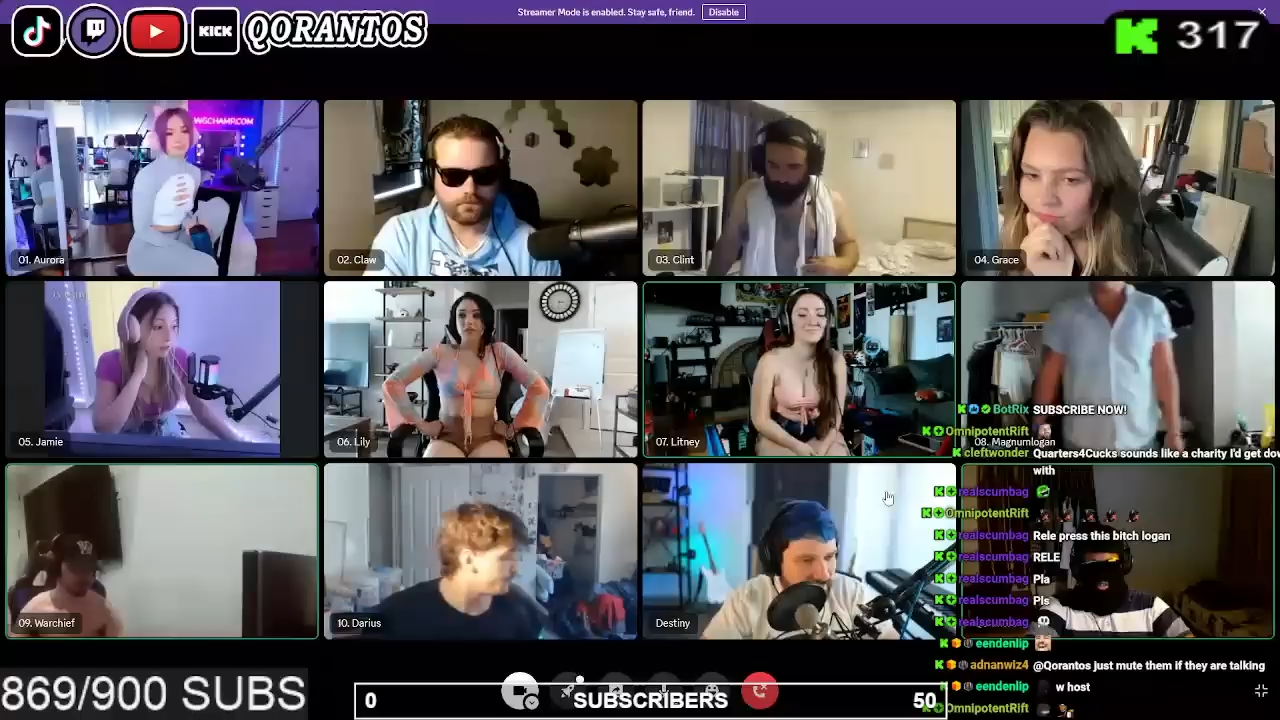 Streamer Mode is enabled. Stay safe, friend. Disable
KICK QORANTOS
K 317
WGCHAMP.COM
01. Aurora
02. Claw
03. Clint
04. Grace
05. Jamie
06. Lily
07. Litney
08. Magnumlogan
09. Warchief
10. Darius
Destiny
BotRix SUBSCRIBE NOW!
OmnipotentRift
cleftwonder Quarters4Cucks sounds like a charity I'd get
with
realscumbag
OmnipotentRift
realscumbag Rele press this bitch logan
realscumbag RELE
realscumbag Pla
realscumbag Pls
realscumbag
eendenlip
adnanwiz4 @Qorantos just mute them if they are talking
eendenlip w host
OmnipotentRift
869/900 SUBS
0 SUBSCRIBERS 50